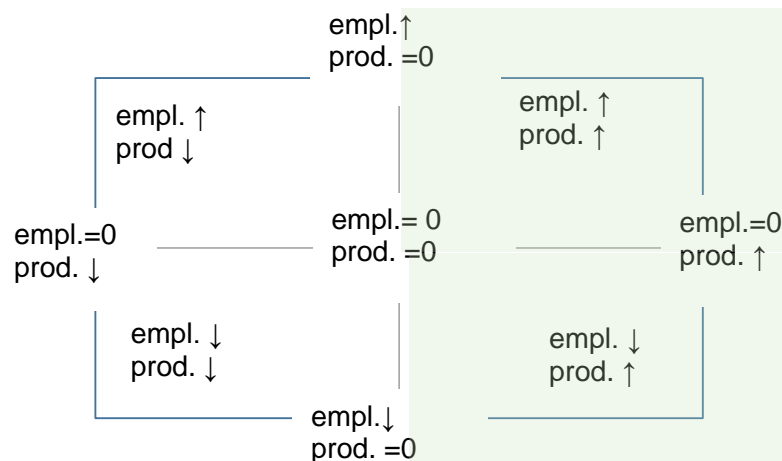 empl.↑
prod. =0
empl. ↑
prod ↓
empl. ↑
prod. ↑
empl.=0
prod. ↓
empl.= 0
prod. =0
empl.=0
prod. ↑
empl. ↓
prod. ↓
empl. ↓
prod. ↑
empl.↓
prod. =0